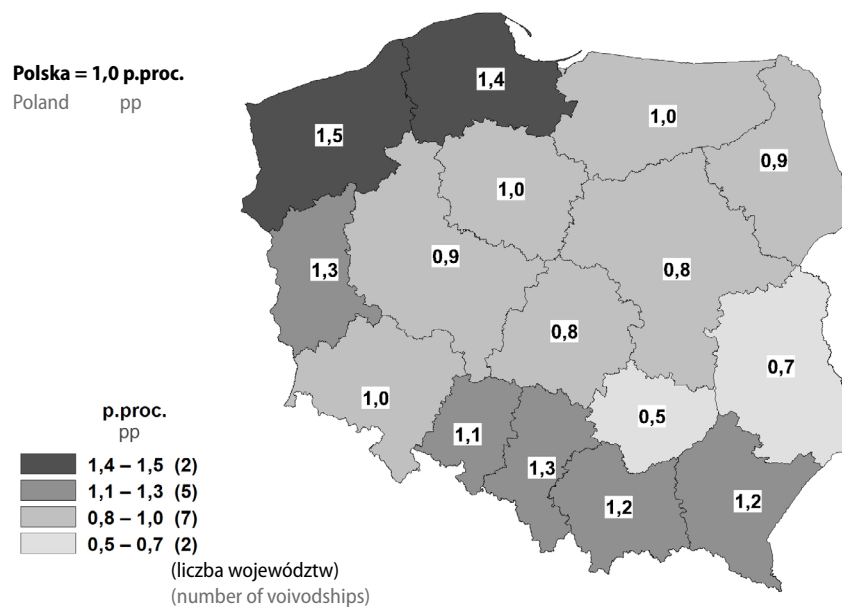 Polska = 1,0 p.proc.
Poland pp
1,4
1,5
1,0
0,9
1,0
1,3
0,9
0,8
0,8
0,7
1,0
0,5
1,1
1,3
1,2
1,2
p.proc.
pp
1,4 – 1,5 (2)
1,1 – 1,3 (5)
0,8 – 1,0 (7)
0,5 – 0,7 (2)
(liczba województw)
(number of voivodships)